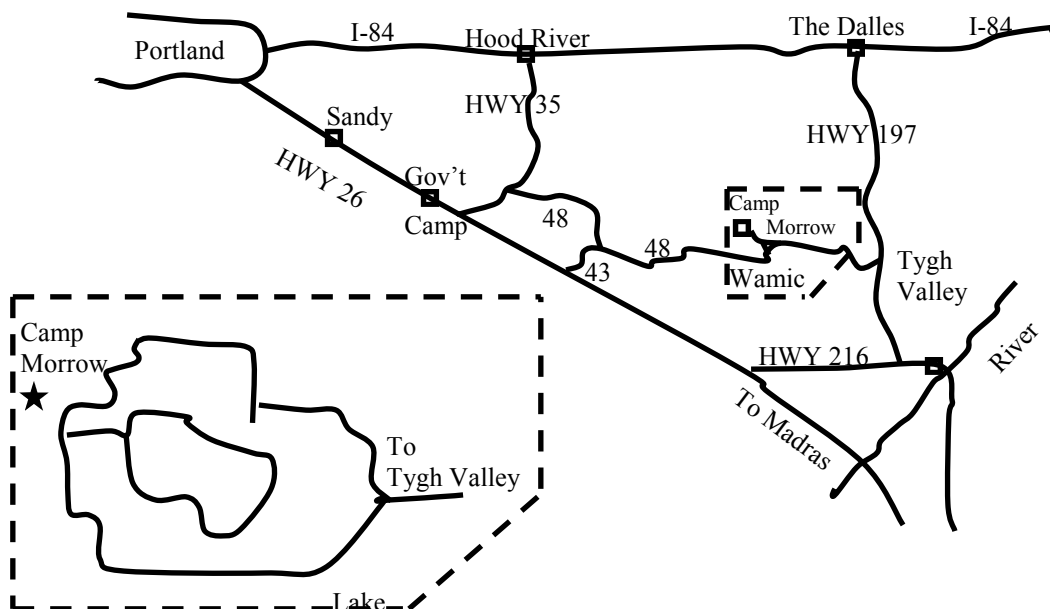 Portland
I-84
Hood River
The Dalles
I-84
HWY 35
HWY 197
Sandy
HWY 26
Gov't
Camp
48
48
43
Camp
Morrow
Wamic
Tygh
Valley
HWY 216
River
To Madras
Camp
Morrow
To
Tygh Valley
Lake